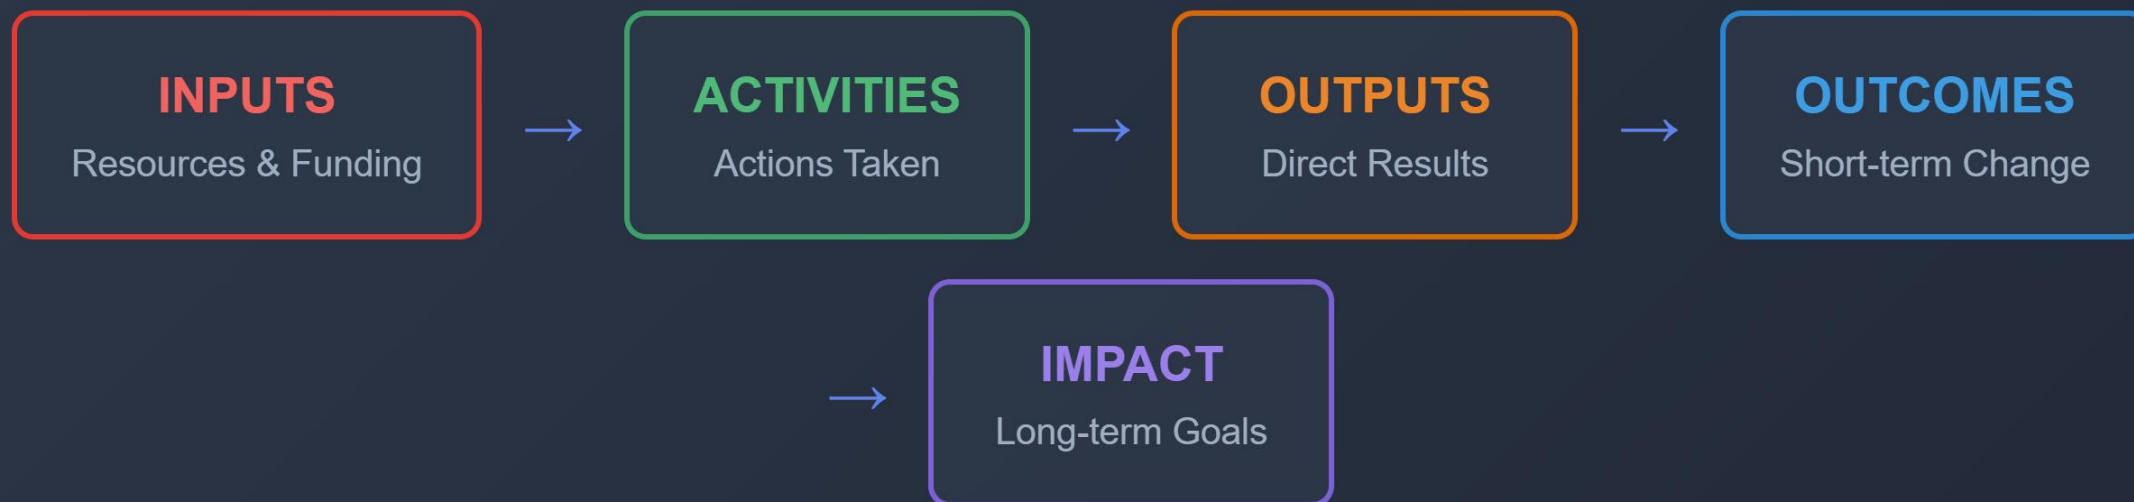 INPUTS
Resources & Funding
→
ACTIVITIES
Actions Taken
→
OUTPUTS
Direct Results
→
OUTCOMES
Short-term Change
→
IMPACT
Long-term Goals